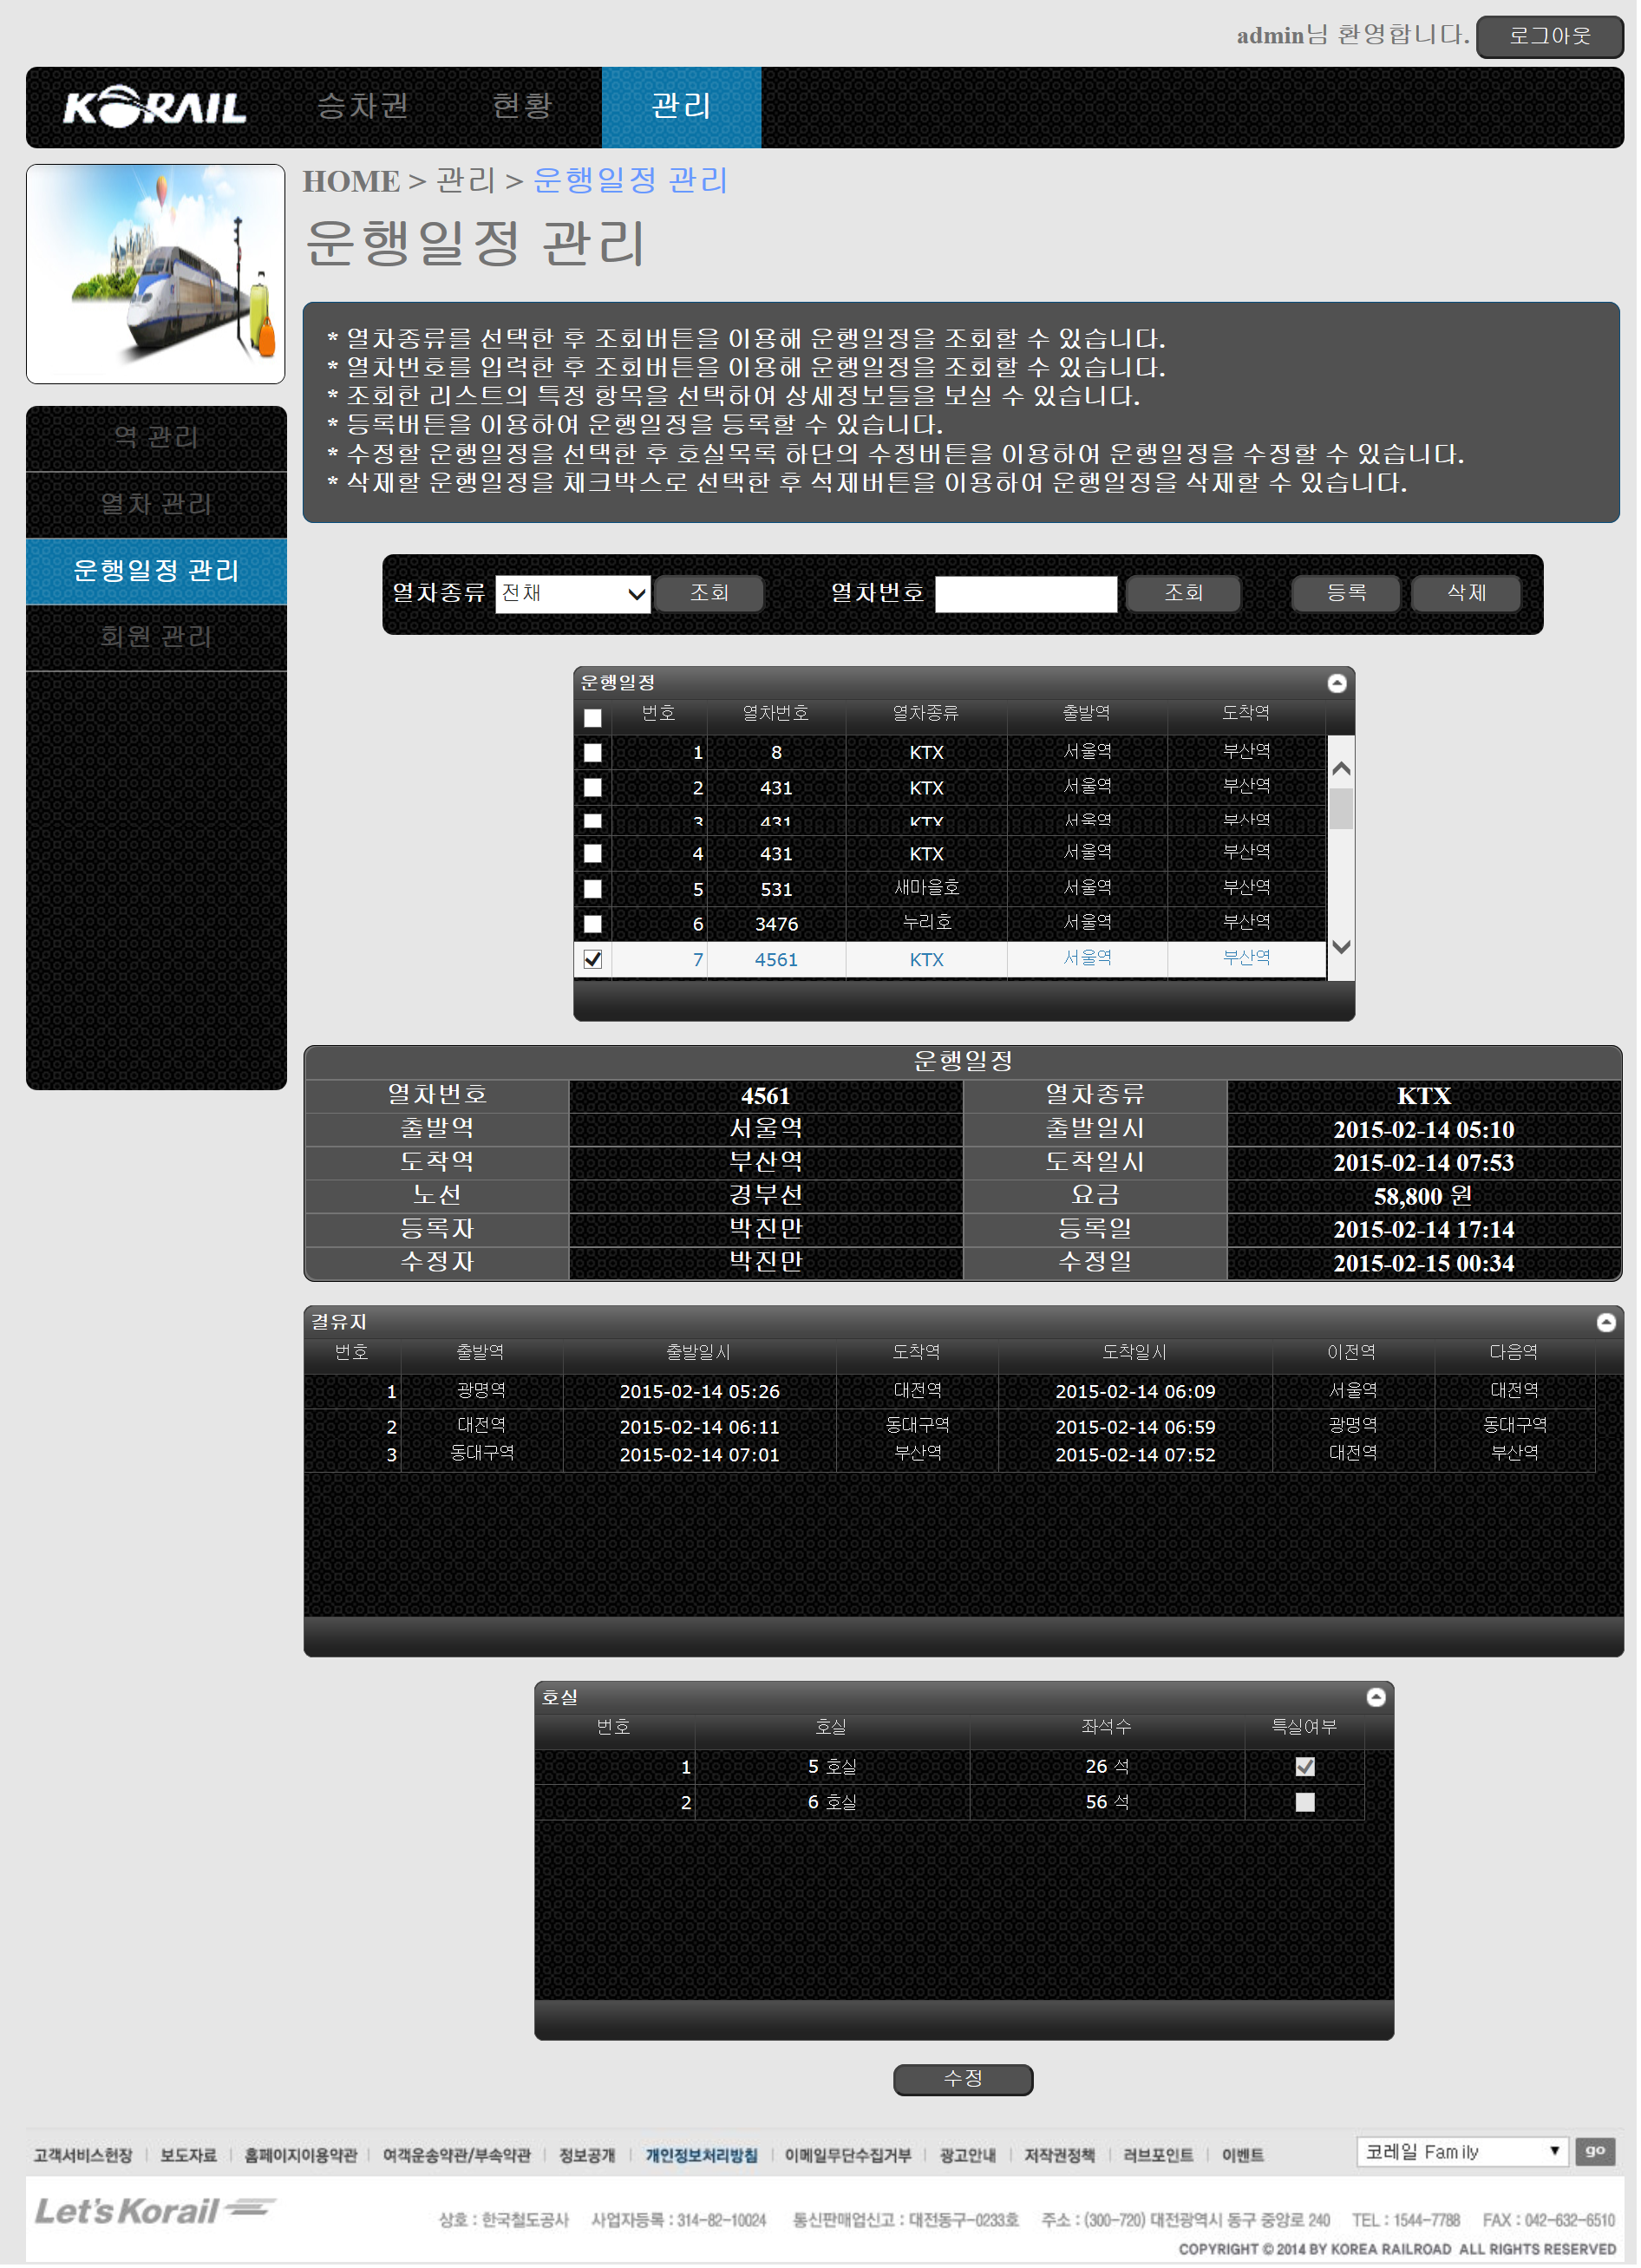 admin님 환영합니다. 로그아웃
KORAIL 승차권 현황 관리
HOME > 관리 > 운행일정 관리
운행일정 관리
* 열차종류를 선택한 후 조회버튼을 이용해 운행일정을 조회할 수 있습니다.
* 열차번호를 입력한 후 조회버튼을 이용해 운행일정을 조회할 수 있습니다.
* 조회한 리스트의 특정 항목을 선택하여 상세정보들을 보실 수 있습니다.
* 등록버튼을 이용하여 운행일정을 등록할 수 있습니다.
* 수정할 운행일정을 선택한 후 호실목록 하단의 수정버튼을 이용하여 운행일정을 수정할 수 있습니다.
* 삭제할 운행일정을 체크박스로 선택한 후 석제버튼을 이용하여 운행일정을 삭제할 수 있습니다.
역 관리
열차 관리
운행일정 관리
회원 관리
열차종류 전채 조회 열차번호 조회 등록 삭제
운행일정
번호 열차번호 열차종류 출발역 도착역
1 8 KTX 서울역 부산역
2 431 KTX 서울역 부산역
3 431 KTX 서울역 부산역
4 431 KTX 서울역 부산역
5 531 새마을호 서울역 부산역
6 3476 누리호 서울역 부산역
7 4561 KTX 서울역 부산역
운행일정
열차번호 4561 열차종류 KTX
출발역 서울역 출발일시 2015-02-14 05:10
도착역 부산역 도착일시 2015-02-14 07:53
노선 경부선 요금 58,800 원
등록자 박진만 등록일 2015-02-14 17:14
수정자 박진만 수정일 2015-02-15 00:34
결유지
번호 출발역 출발일시 도착역 도착일시 이전역 다음역
1 광명역 2015-02-14 05:26 대전역 2015-02-14 06:09 서울역 대전역
2 대전역 2015-02-14 06:11 동대구역 2015-02-14 06:59 광명역 동대구역
3 동대구역 2015-02-14 07:01 부산역 2015-02-14 07:52 대전역 부산역
호실
번호 호실 좌석수 특실여부
1 5 호실 26 석
2 6 호실 56 석
수정
고객서비스헌장 | 보도자료 | 홈페이지이용약관 | 여객운송약관/부속약관 | 정보공개 | 개인정보처리방침 | 이메일무단수집거부 | 광고안내 | 저작권정책 | 러브포인트 | 이벤트 코레일 Family go
Let's Korail
상호 : 한국철도공사 사업자등록 : 314-82-10024 통신판매업신고 : 대전동구-0233호 주소 : (300-720) 대전광역시 동구 중앙로 240 TEL : 1544-7788 FAX : 042-632-6510
COPYRIGHT © 2014 BY KOREA RAILROAD ALL RIGHTS RESERVED